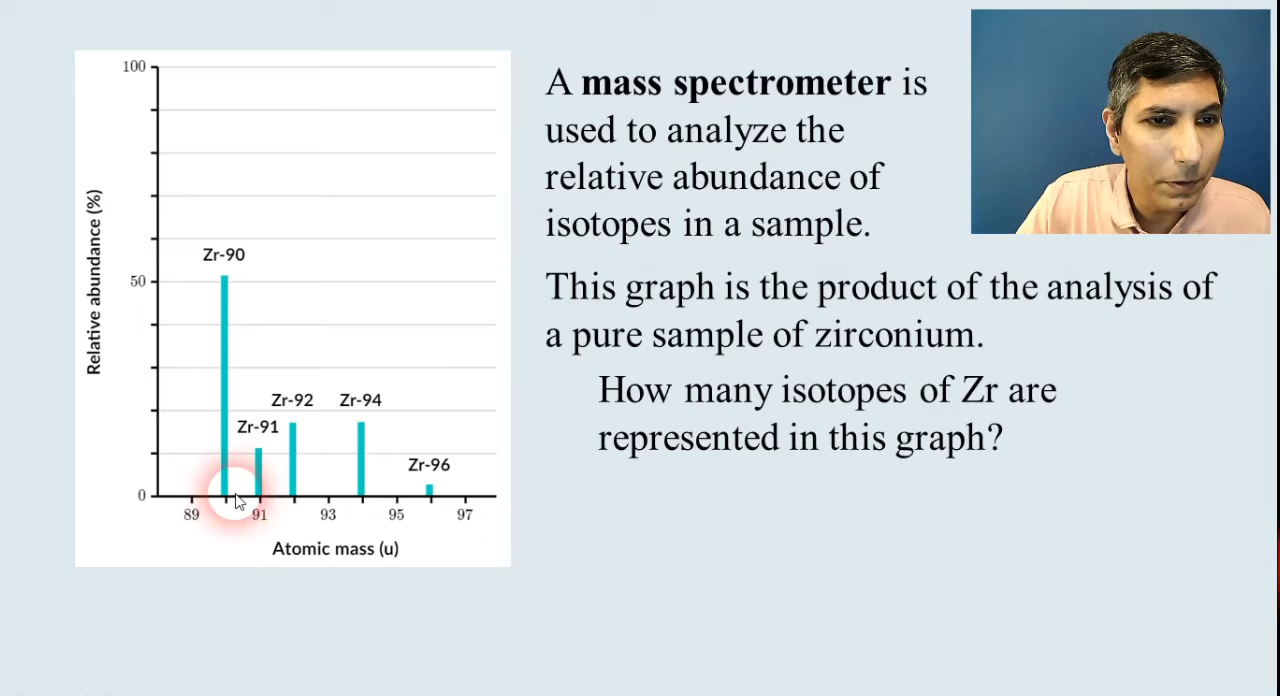 100
50
0
Relative abundance (%)
Zr-90
Zr-91
Zr-92
Zr-94
Zr-96
89
91
93
95
97
Atomic mass (u)
A mass spectrometer is
used to analyze the
relative abundance of
isotopes in a sample.
This graph is the product of the analysis of
a pure sample of zirconium.
How many isotopes of Zr are
represented in this graph?